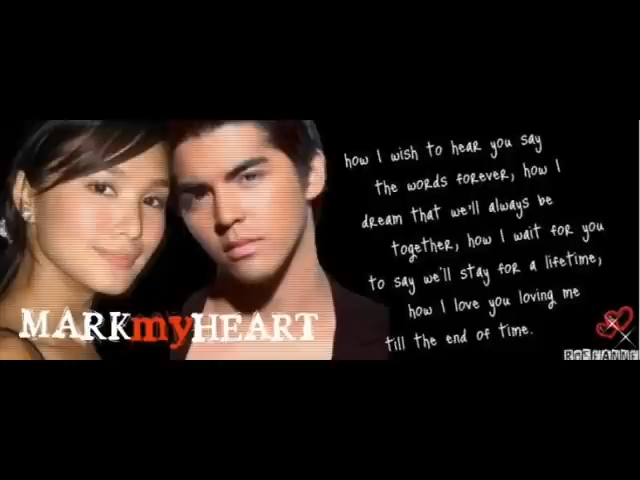 how I wish to hear you say
the words forever, how I
dream that we'll always be
together, how I wait for you
to say we'll stay for a lifetime,
how I love you loving me
till the end of time.
MARKmyHEART
ROSEANNE